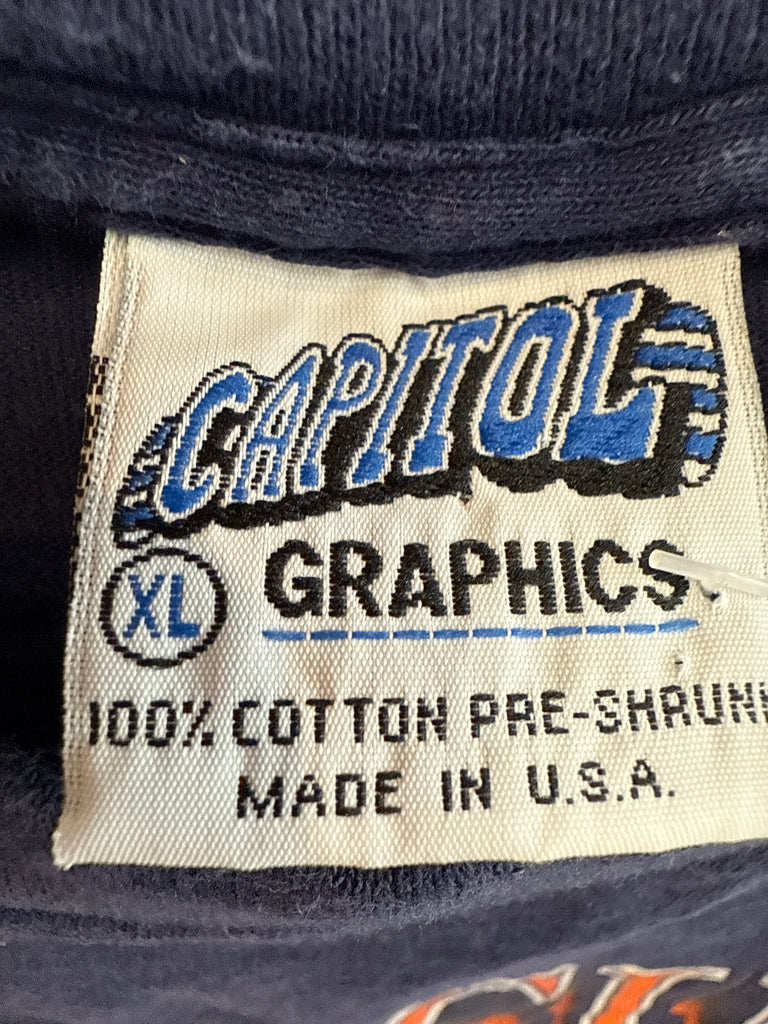 CAPITOL
XL GRAPHICS
100% COTTON PRE-SHRUNK
MADE IN U.S.A.